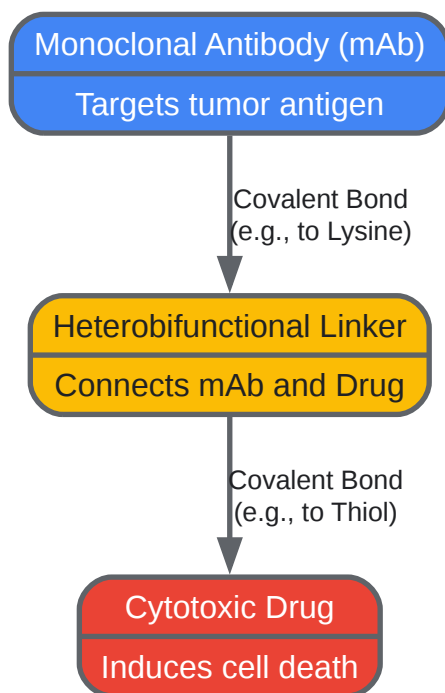 Monoclonal Antibody (mAb)
Targets tumor antigen
Covalent Bond
(e.g., to Lysine)
Heterobifunctional Linker
Connects mAb and Drug
Covalent Bond
(e.g., to Thiol)
Cytotoxic Drug
Induces cell death